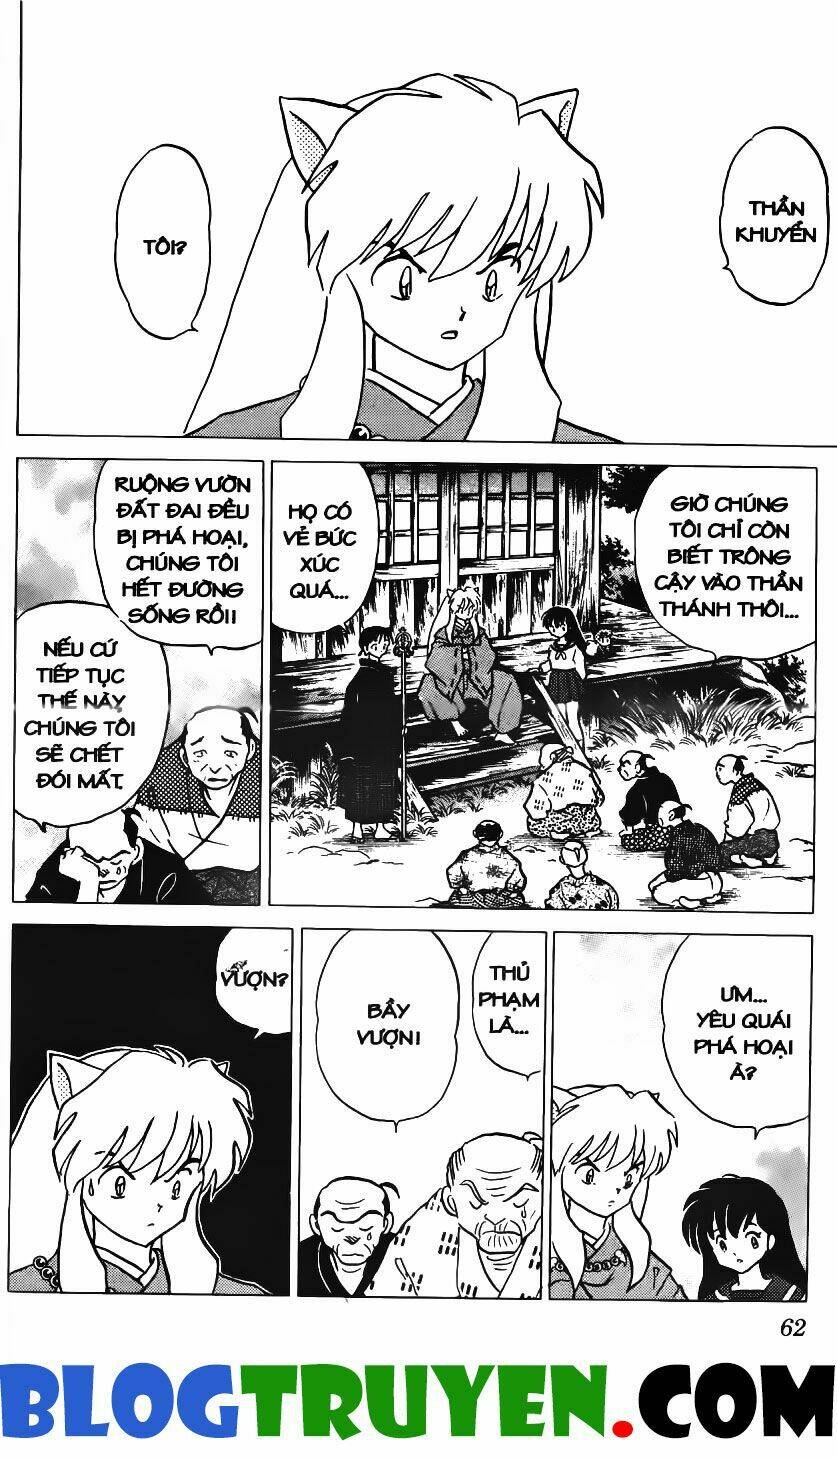 THẦN
KHUYỂN
TÔI?
GIỜ CHÚNG
TÔI CHỈ CÒN
BIẾT TRÔNG
CẬY VÀO THẦN
THÁNH THÔI...
HỌ CÓ
VẺ BỨC
XÚC
QUÁ...
RUỘNG VƯỜN
ĐẤT ĐAI ĐỀU
BỊ PHÁ HOẠI,
CHÚNG TÔI
HẾT ĐƯỜNG
SỐNG RỒI!
NẾU CỨ
TIẾP TỤC
THẾ NÀY
CHÚNG TÔI
SẼ CHẾT
ĐÓI MẤT.
ƯM...
YÊU QUÁI
PHÁ HOẠI
À?
THỦ
PHẠM
LÀ...
BẦY
VƯỢN!
VƯỢN?
62
BLOGTRUYEN.COM